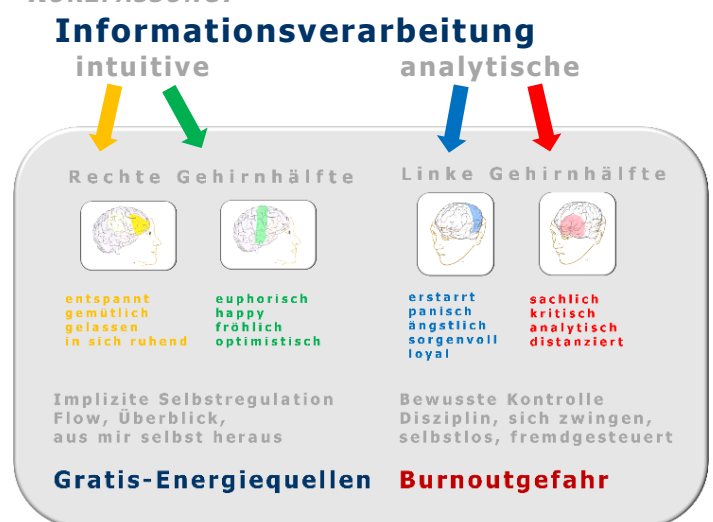 Informationsverarbeitung
intuitive
analytische
Rechte Gehirnhälfte
Linke Gehirnhälfte
entspannt
gemütlich
gelassen
in sich ruhend
euphorisch
happy
fröhlich
optimistisch
erstarrt
panisch
ängstlich
sorgenvoll
loyal
sachlich
kritisch
analytisch
distanziert
Implizite Selbstregulation
Flow, Überblick,
aus mir selbst heraus
Bewusste Kontrolle
Disziplin, sich zwingen,
selbstlos, fremdgesteuert
Gratis-Energiequellen
Burnoutgefahr